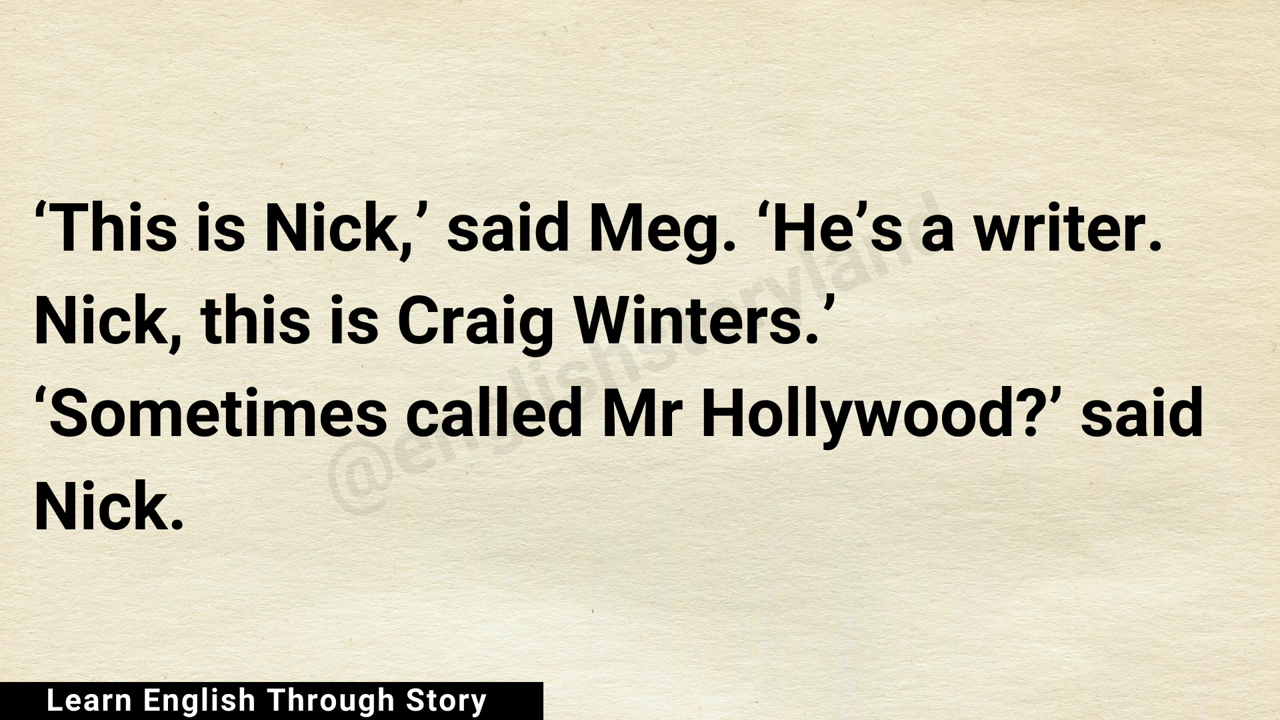 ‘This is Nick,’ said Meg. ‘He’s a writer.
Nick, this is Craig Winters.’
‘Sometimes called Mr Hollywood?’ said
Nick.
@englishstoryland
Learn English Through Story